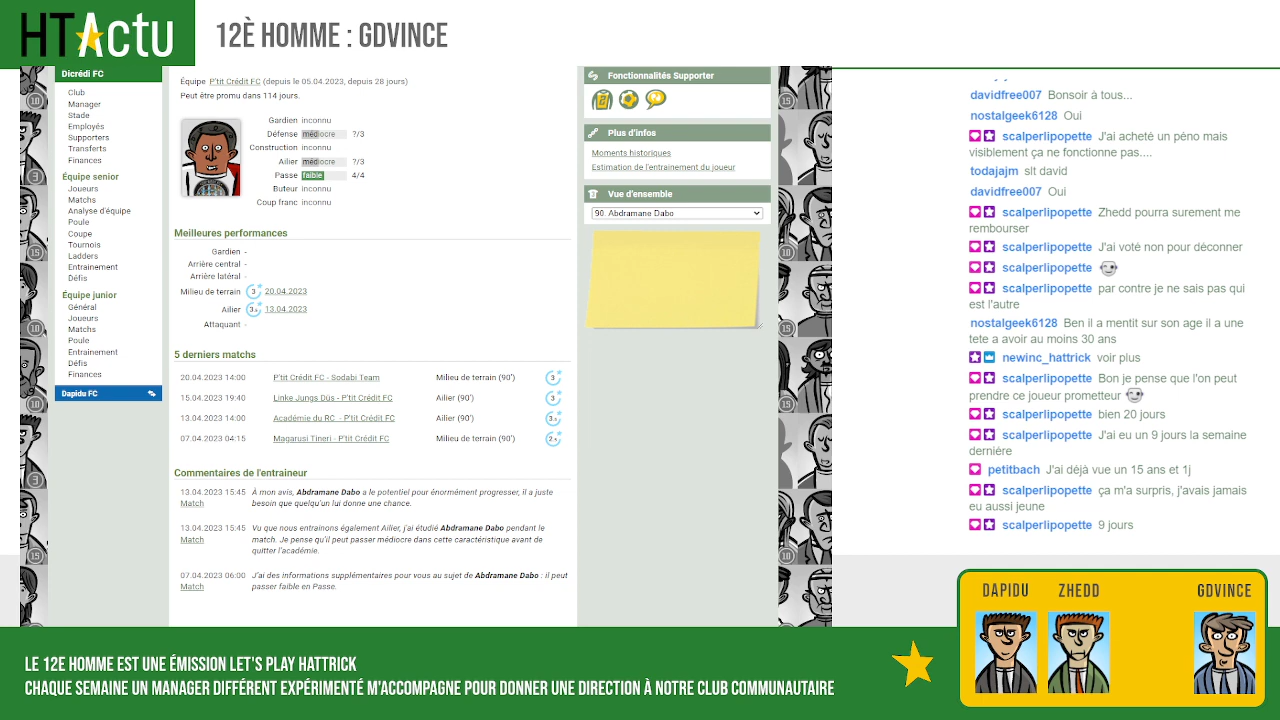 HTActu
12È HOMME : GDVINCE
Dicrédi FC
Club
Manager
Stade
Employés
Supporters
Transferts
Finances
Équipe senior
Joueurs
Matchs
Analyse d'équipe
Poule
Coupe
Tournois
Ladders
Entrainement
Défis
Équipe junior
Général
Joueurs
Matchs
Poule
Entrainement
Défis
Finances
Dapidu FC
Équipe P'tit Crédit FC (depuis le 05.04.2023, depuis 28 jours)
Peut être promu dans 114 jours.
Gardien inconnu
Défense médiocre ?/3
Construction inconnu
Ailier médiocre ?/3
Passe faible 4/4
Buteur inconnu
Coup franc inconnu
Meilleures performances
Gardien -
Arrière central -
Arrière latéral -
Milieu de terrain 3 20.04.2023
Ailier 3.5 13.04.2023
Attaquant -
5 derniers matchs
20.04.2023 14:00 P'tit Crédit FC - Sodabi Team Milieu de terrain (90') 3
15.04.2023 19:40 Linke Jungs Düs - P'tit Crédit FC Ailier (90') 3
13.04.2023 14:00 Académie du RC - P'tit Crédit FC Ailier (90')
07.04.2023 04:15 Magarusi Tineri - P'tit Crédit FC Milieu de terrain (90')
Commentaires de l'entraineur
13.04.2023 15:45 À mon avis, Abdramane Dabo a le potentiel pour énormément progresser, il a juste
Match besoin que quelqu'un lui donne une chance.
13.04.2023 15:45 Vu que nous entrainons également Ailier, j'ai étudié Abdramane Dabo pendant le
Match match. Je pense qu'il peut passer médiocre dans cette caractéristique avant de
quitter l'académie.
07.04.2023 06:00 J'ai des informations supplémentaires pour vous au sujet de Abdramane Dabo : il peut
Match passer faible en Passe.
Fonctionnalités Supporter
Plus d'infos
Moments historiques
Estimation de l'entrainement du joueur
Vue d'ensemble
90. Abdramane Dabo
davidfree007 Bonsoir à tous...
nostalgeek6128 Oui
scalperlipopette J'ai acheté un péno mais
visiblement ça ne fonctionne pas....
todajajm slt david
davidfree007 Oui
scalperlipopette Zhedd pourra surement me
rembourser
scalperlipopette J'ai voté non pour déconner
scalperlipopette
scalperlipopette par contre je ne sais pas qui
est l'autre
nostalgeek6128 Ben il a mentit sur son age il a une
tete a avoir au moins 30 ans
newinc_hattrick voir plus
scalperlipopette Bon je pense que l'on peut
prendre ce joueur prometteur
scalperlipopette bien 20 jours
scalperlipopette J'ai eu un 9 jours la semaine
dernière
petitbach J'ai déjà vue un 15 ans et 1j
scalperlipopette ça m'a surpris, j'avais jamais
eu aussi jeune
scalperlipopette 9 jours
DAPIDU ZHEDD GDVINCE
LE 12E HOMME EST UNE ÉMISSION LET'S PLAY HATTRICK
CHAQUE SEMAINE UN MANAGER DIFFÉRENT EXPÉRIMENTÉ M'ACCOMPAGNE POUR DONNER UNE DIRECTION À NOTRE CLUB COMMUNAUTAIRE